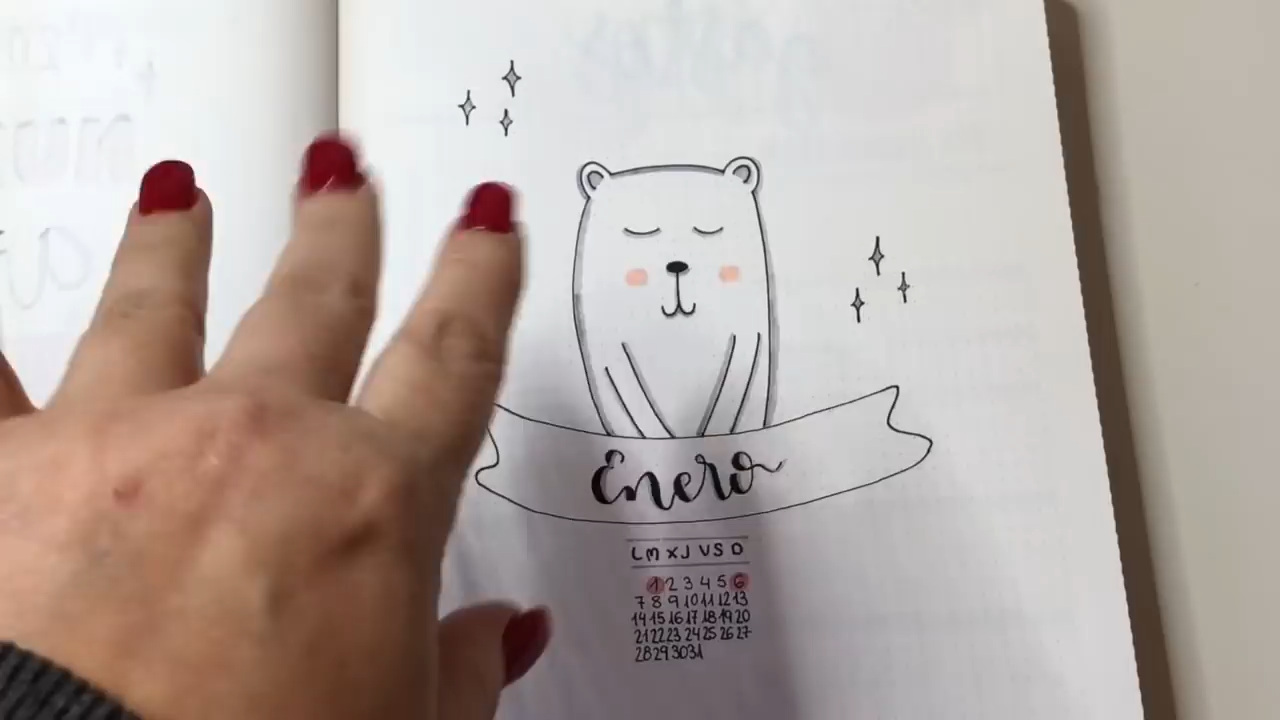 Enero
L M X J V S D
1 2 3 4 5 6
7 8 9 10 11 12 13
14 15 16 17 18 19 20
21 22 23 24 25 26 27
28 29 30 31